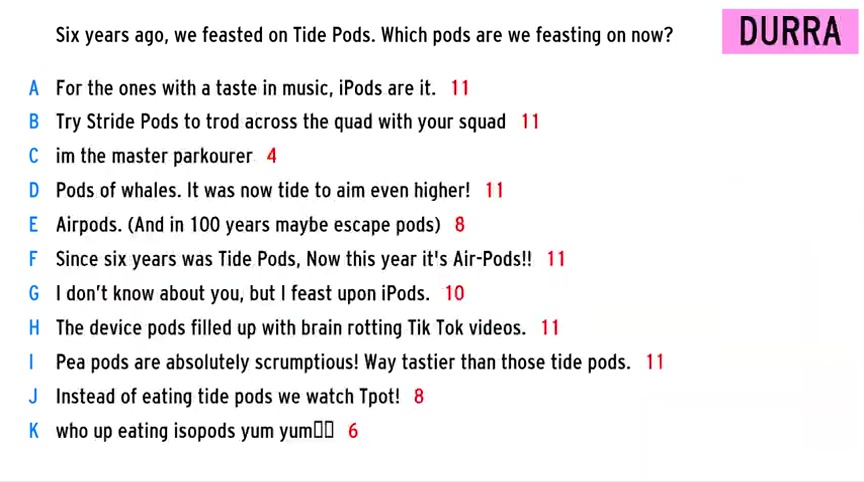 Six years ago, we feasted on Tide Pods. Which pods are we feasting on now?
DURRA
A For the ones with a taste in music, iPods are it. 11
B Try Stride Pods to trod across the quad with your squad 11
C im the master parkourer 4
D Pods of whales. It was now tide to aim even higher! 11
E Airpods. (And in 100 years maybe escape pods) 8
F Since six years was Tide Pods, Now this year it's Air-Pods!! 11
G I don't know about you, but I feast upon iPods. 10
H The device pods filled up with brain rotting Tik Tok videos. 11
I Pea pods are absolutely scrumptious! Way tastier than those tide pods. 11
J Instead of eating tide pods we watch Tpot! 8
K who up eating isopods yum yum▯▯ 6